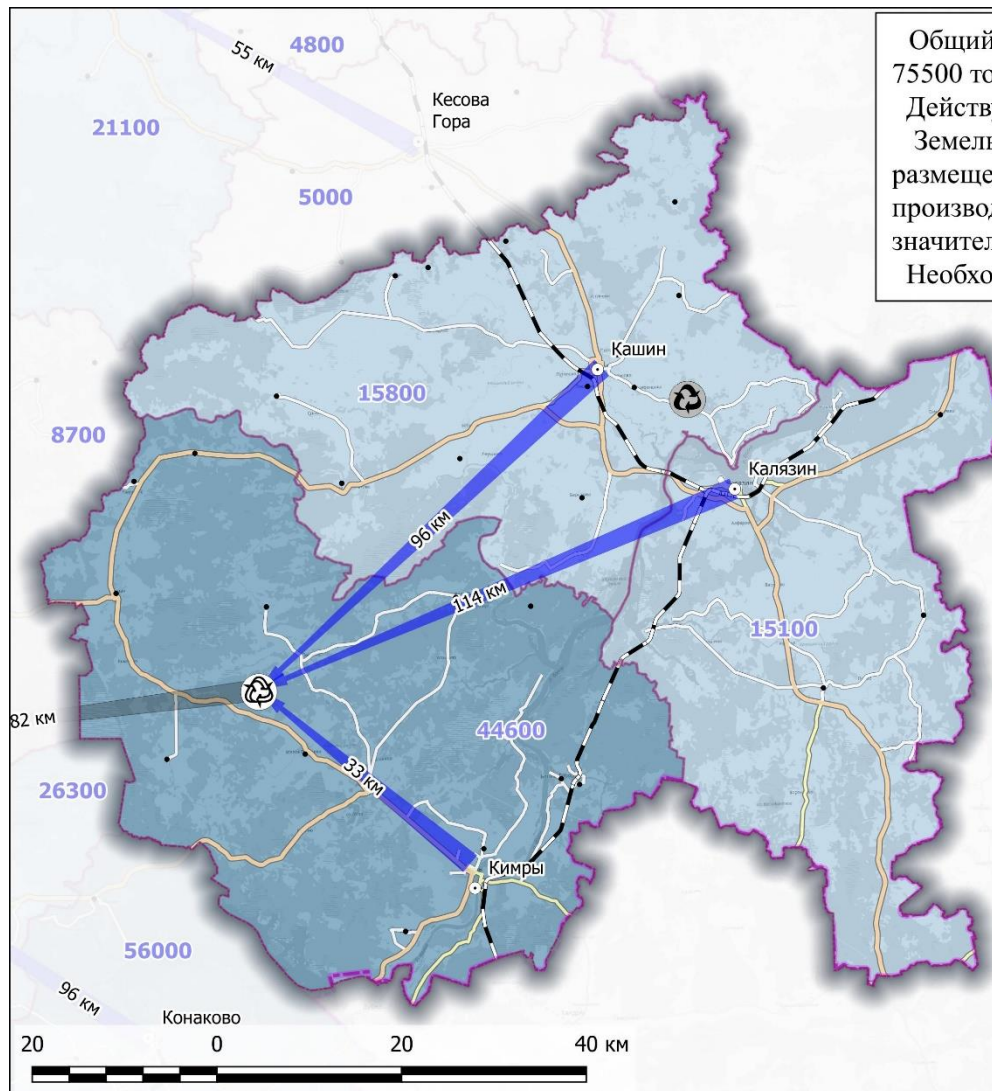 Общий
75500 то
Действу
Земель
размеще
производ
значител
Необхо
55 км
4800
21100
Кесова
Гора
5000
Кашин
15800
8700
Калязин
96 км
114 км
15100
82 км
44600
26300
33 км
Кимры
56000
96 км
Конаково
20 0 20 40 км